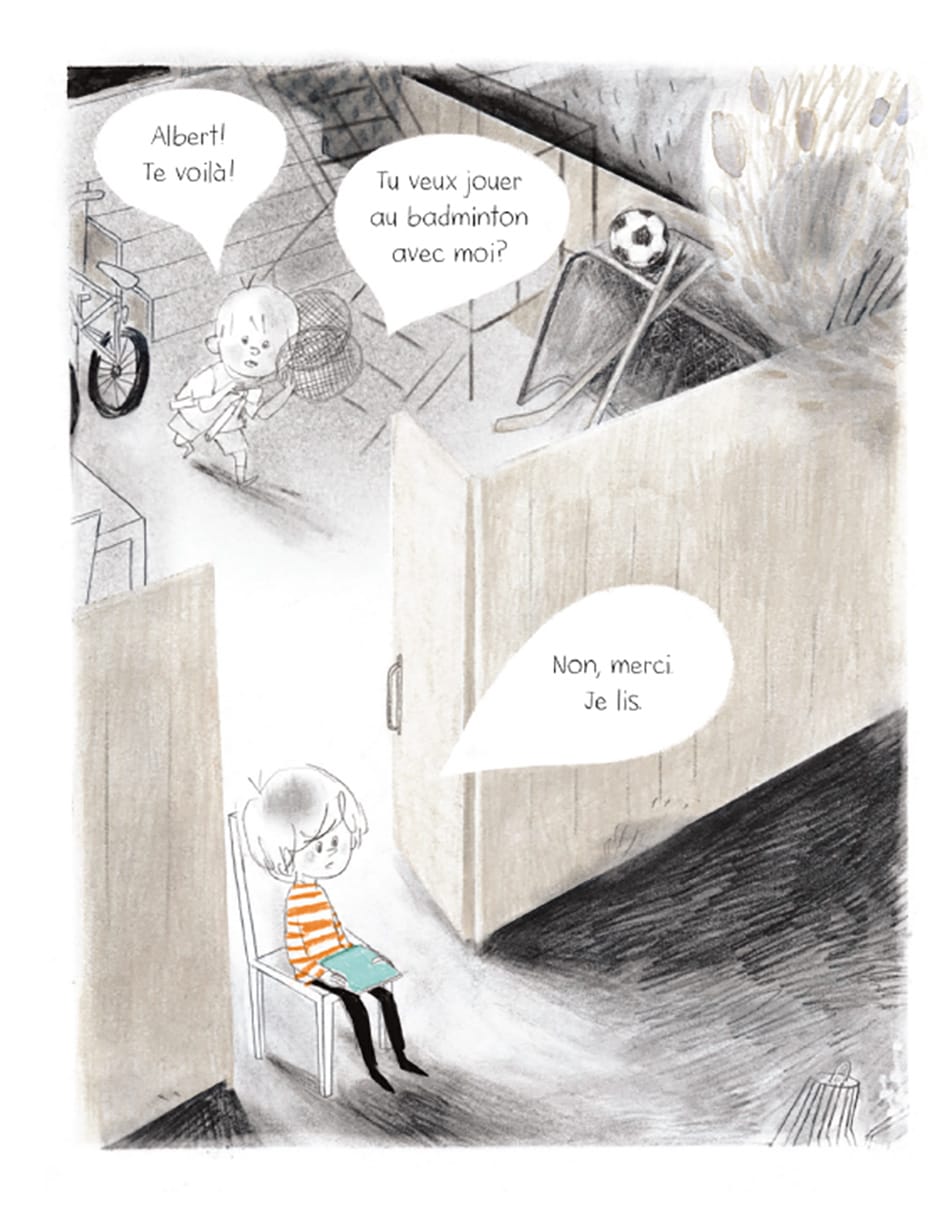 Albert!
Te voilà!
Tu veux jouer
au badminton
avec moi?
Non, merci.
Je lis.